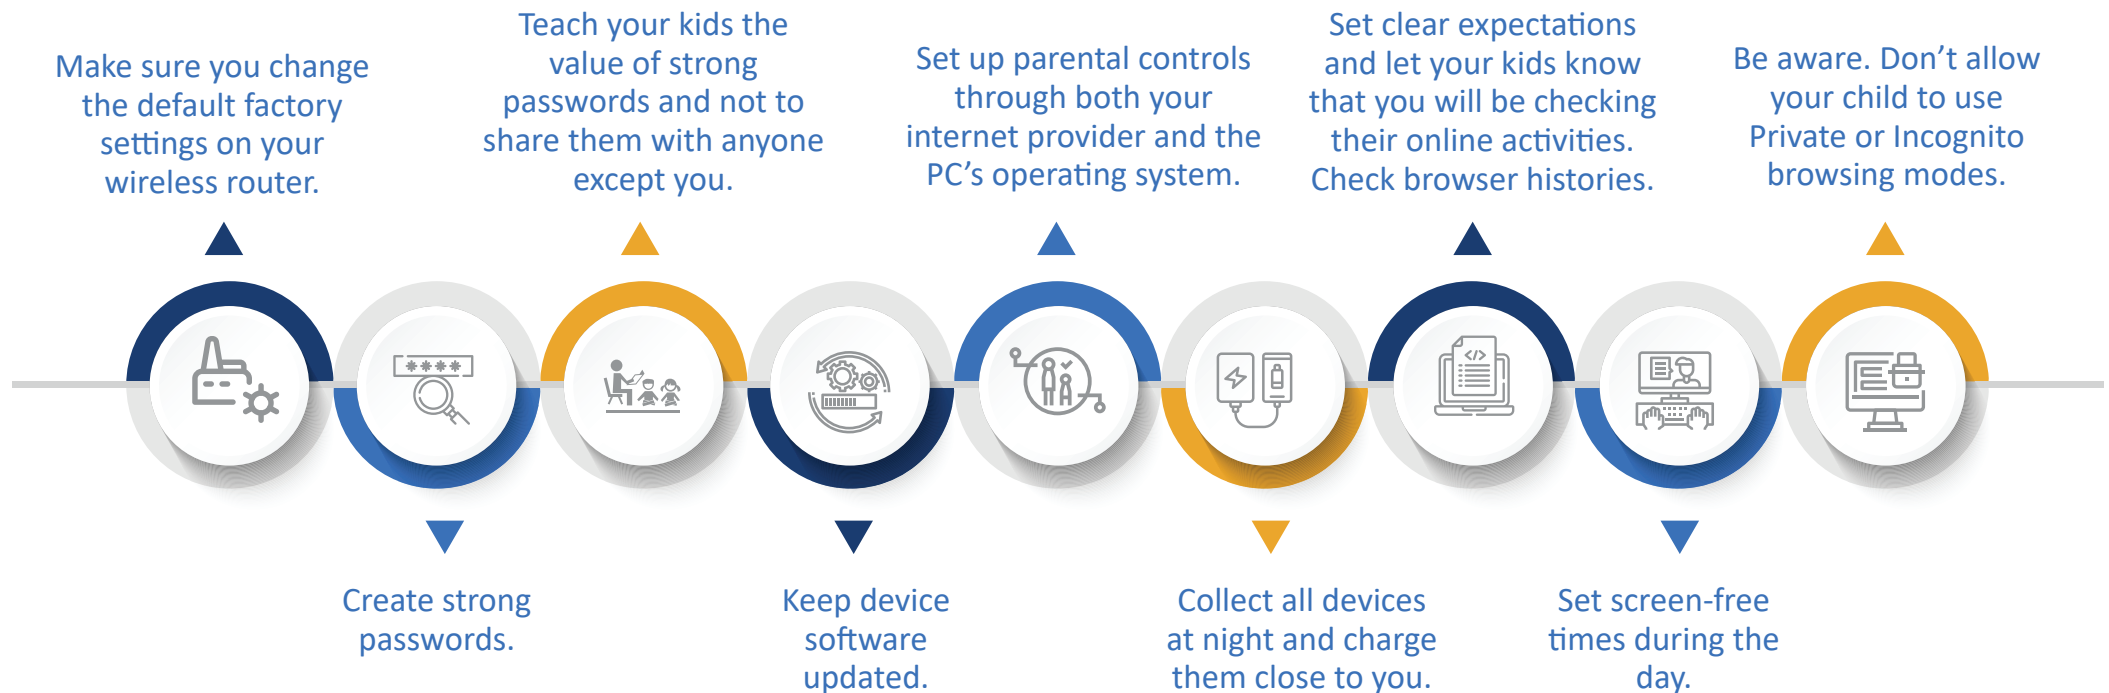 Make sure you change
the default factory
settings on your
wireless router.
Create strong
passwords.
Teach your kids the
value of strong
passwords and not to
share them with anyone
except you.
Keep device
software
updated.
Set up parental controls
through both your
internet provider and the
PC’s operating system.
Collect all devices
at night and charge
them close to you.
Set clear expectations
and let your kids know
that you will be checking
their online activities.
Check browser histories.
Set screen-free
times during the
day.
Be aware. Don’t allow
your child to use
Private or Incognito
browsing modes.